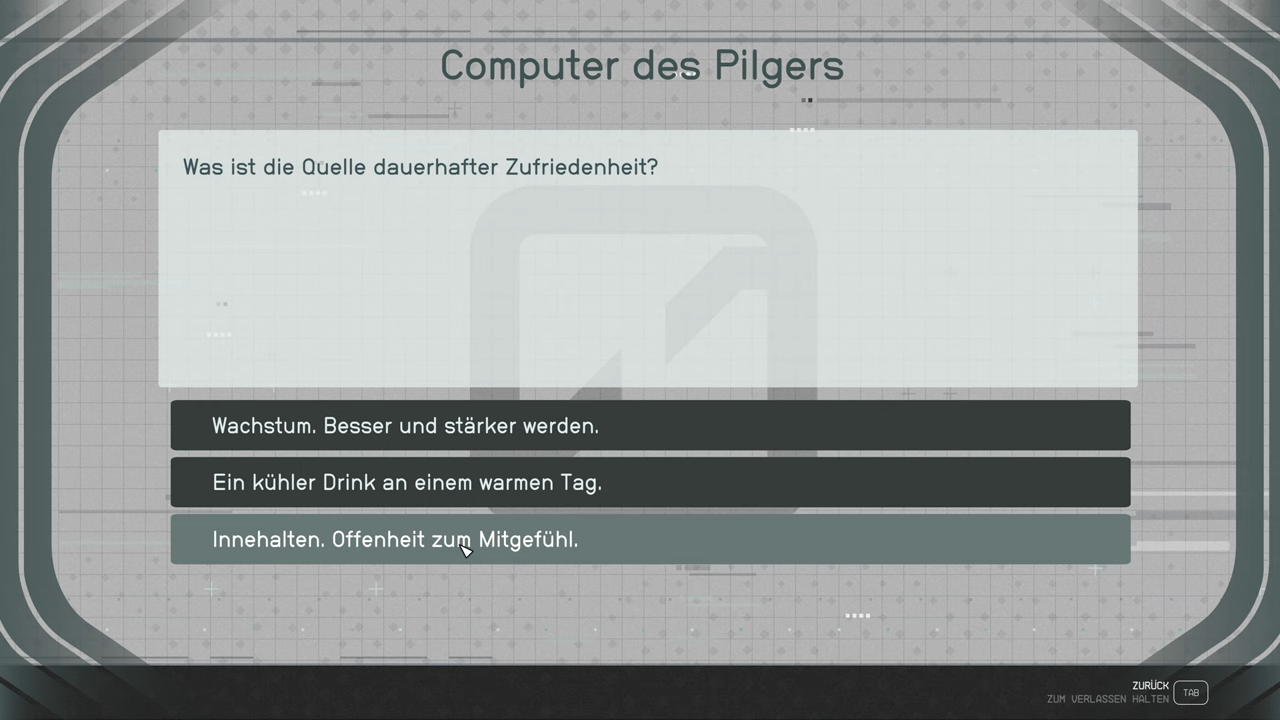 Computer des Pilgers
Was ist die Quelle dauerhafter Zufriedenheit?
Wachstum. Besser und stärker werden.
Ein kühler Drink an einem warmen Tag.
Innehalten. Offenheit zum Mitgefühl.
ZURÜCK
ZUM VERLASSEN HALTEN
TAB